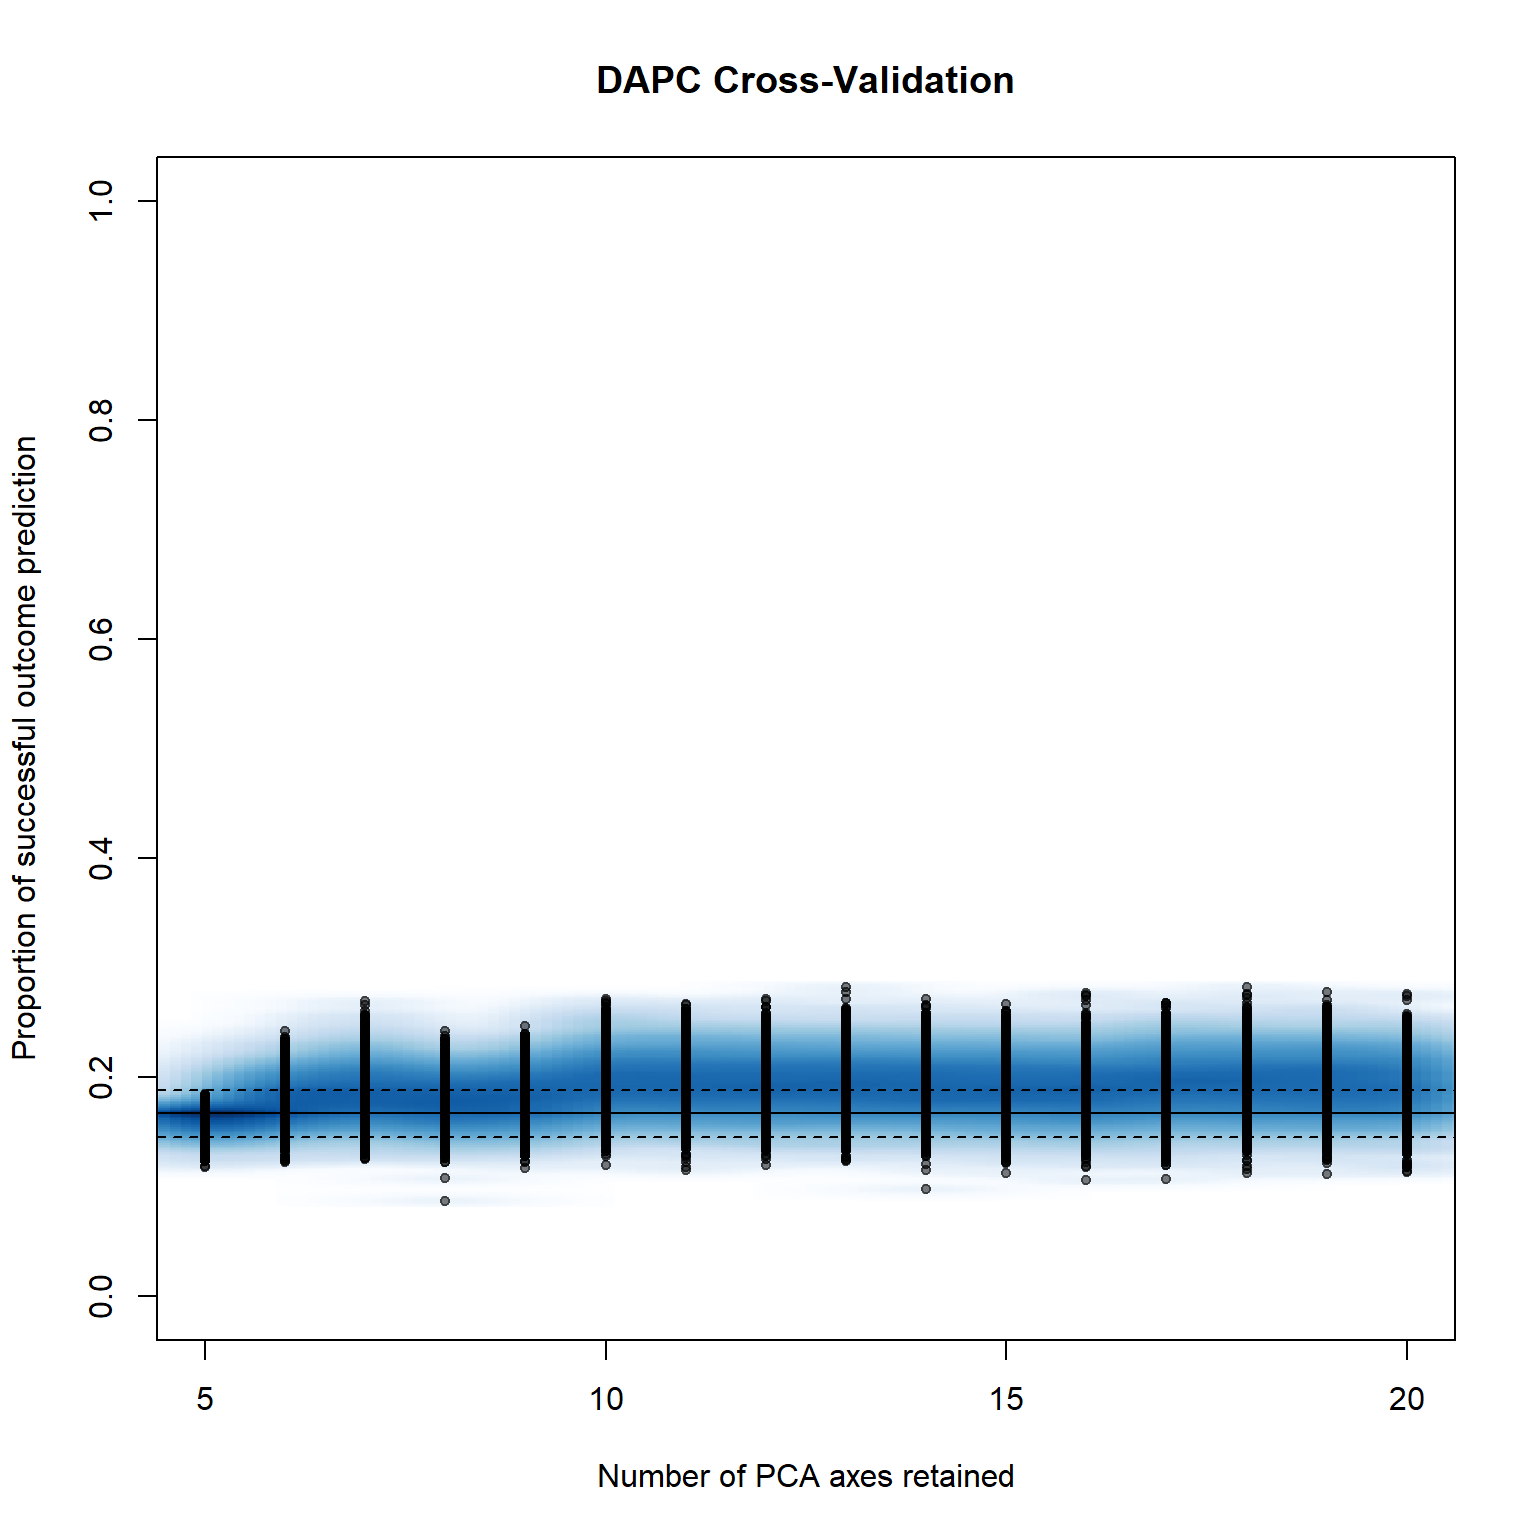 DAPC Cross-Validation
Proportion of successful outcome prediction
1.0
0.8
0.6
0.4
0.2
0.0
5 10 15 20
Number of PCA axes retained